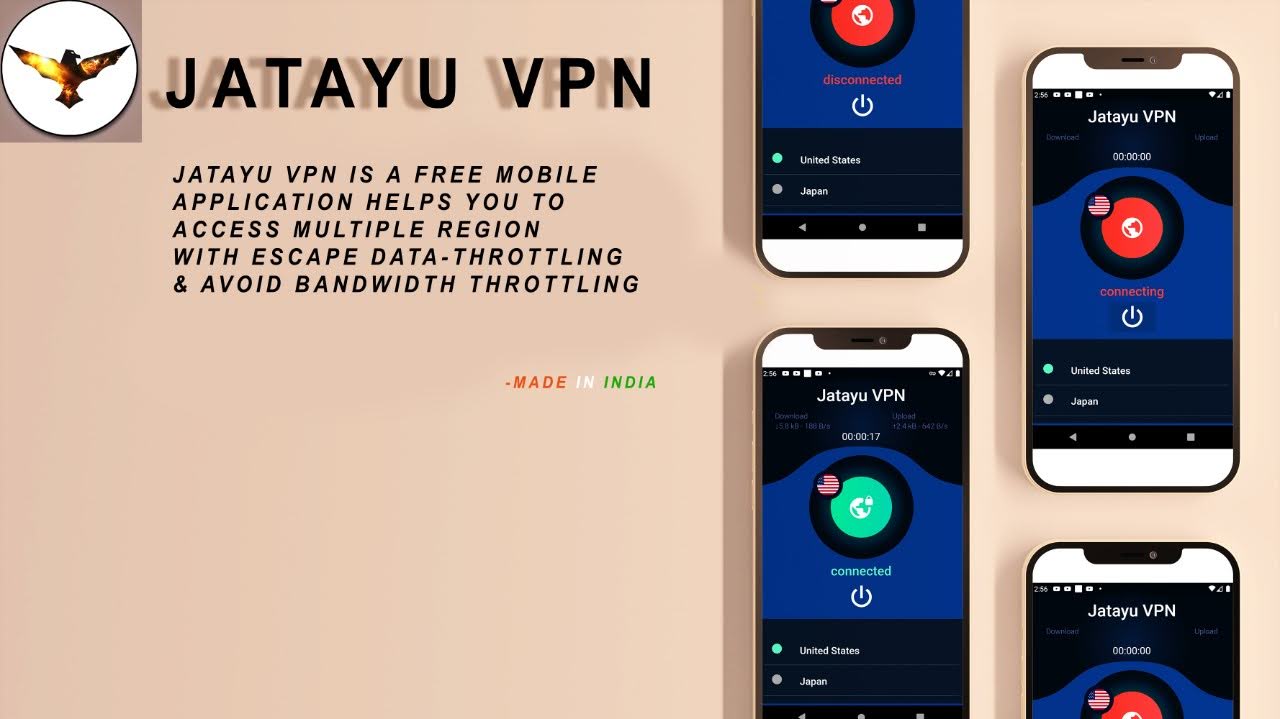 JATAYU VPN
JATAYU VPN IS A FREE MOBILE
APPLICATION HELPS YOU TO
ACCESS MULTIPLE REGION
WITH ESCAPE DATA-THROTTLING
& AVOID BANDWIDTH THROTTLING
-MADE IN INDIA
disconnected
United States
Japan
2:56
Jatayu VPN
Download Upload
↓5.8 kB - 188 B/s ↑2.4 kB - 642 B/s
00:00:17
connected
United States
Japan
2:56
Jatayu VPN
Download Upload
00:00:00
connecting
United States
Japan
2:56
Jatayu VPN
Download Upload
00:00:00